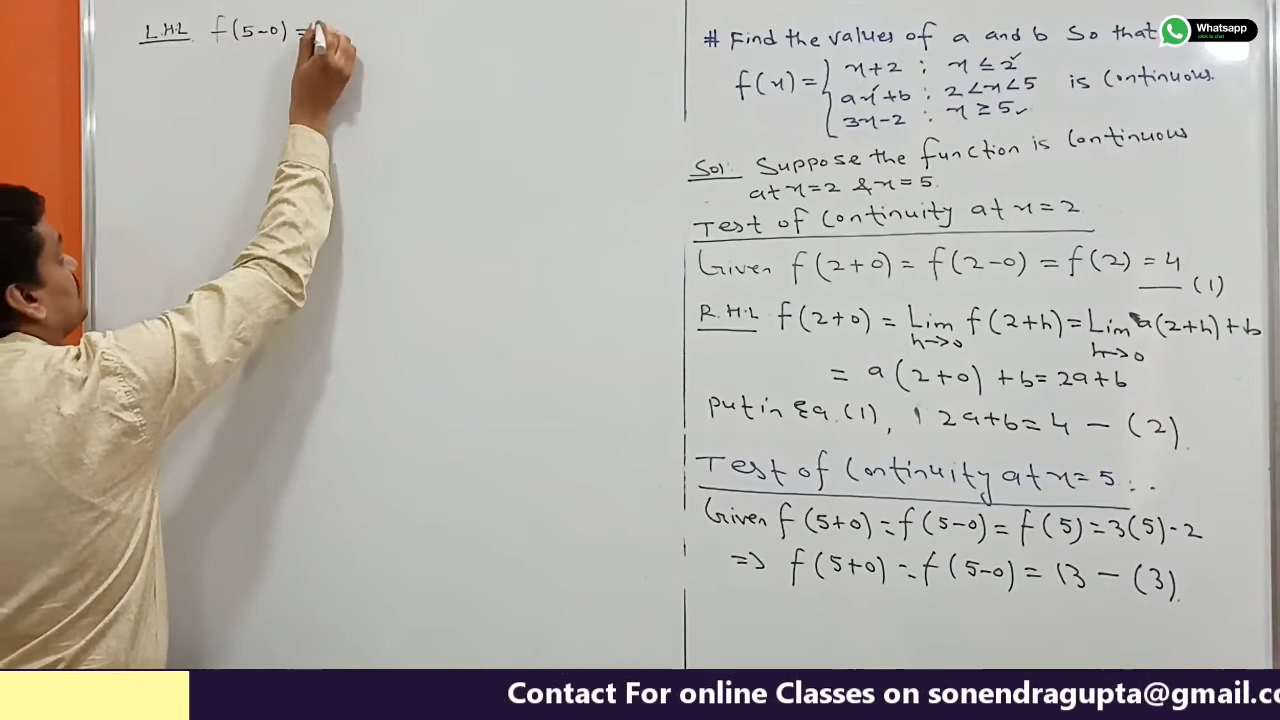 L.H.L f(5-0) =
# Find the values of a and b so that
f(x) = { x+2 : x ≤ 2
ax+b : 2 < x < 5 is continuous.
3x-2 : x ≥ 5
Sol: Suppose the function is continuous
at x=2 & x=5.
Test of continuity at x=2
Given f(2+0) = f(2-0) = f(2) = 4 — (1)
R.H.L f(2+0) = Lim h→0 f(2+h) = Lim h→0 a(2+h)+b
= a(2+0)+b = 2a+b
put in Eq.(1), 2a+b=4 — (2)
Test of continuity at x=5 :.
Given f(5+0) = f(5-0) = f(5) = 3(5)-2
=> f(5+0) = f(5-0) = 13 — (3)
Whatsapp
click to chat
Contact For online Classes on sonendragupta@gmail.c